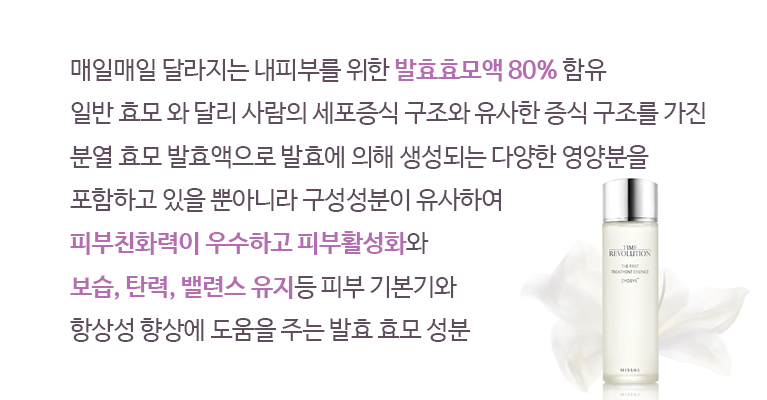 매일매일 달라지는 내피부를 위한 발효효모액 80% 함유
일반 효모 와 달리 사람의 세포증식 구조와 유사한 증식 구조를 가진
분열 효모 발효액으로 발효에 의해 생성되는 다양한 영양분을
포함하고 있을 뿐아니라 구성성분이 유사하여
피부친화력이 우수하고 피부활성화와
보습, 탄력, 밸련스 유지등 피부 기본기와
항상성 향상에 도움을 주는 발효 효모 성분
TIME
REVOLUTION
THE FIRST
TREATMENT ESSENCE
MISSHA